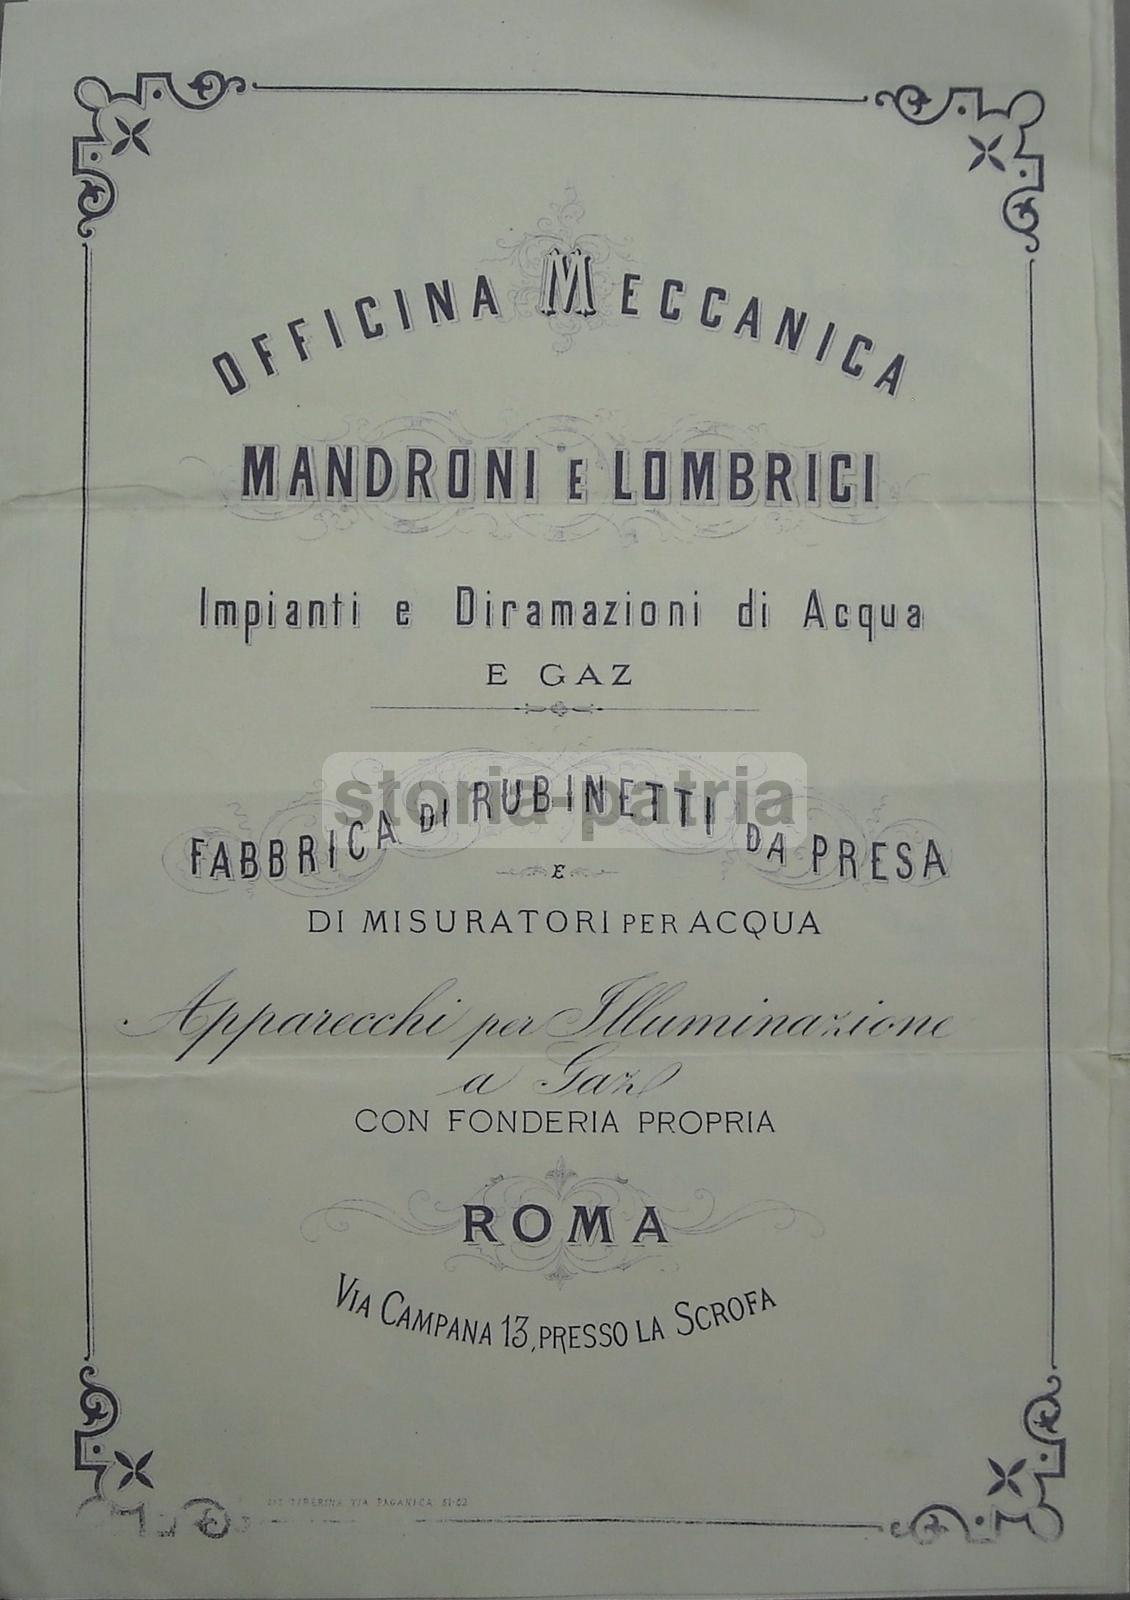 OFFICINA MECCANICA
MANDRONI E LOMBRICI
Impianti e Diramazioni di Acqua
E GAZ
storia patria
FABBRICA DI RUBINETTI DA PRESA
E
DI MISURATORI PER ACQUA
Apparecchi per Illuminazione
a Gaz
CON FONDERIA PROPRIA
ROMA
VIA CAMPANA 13, PRESSO LA SCROFA
TIBERINA VIA PAGANICA